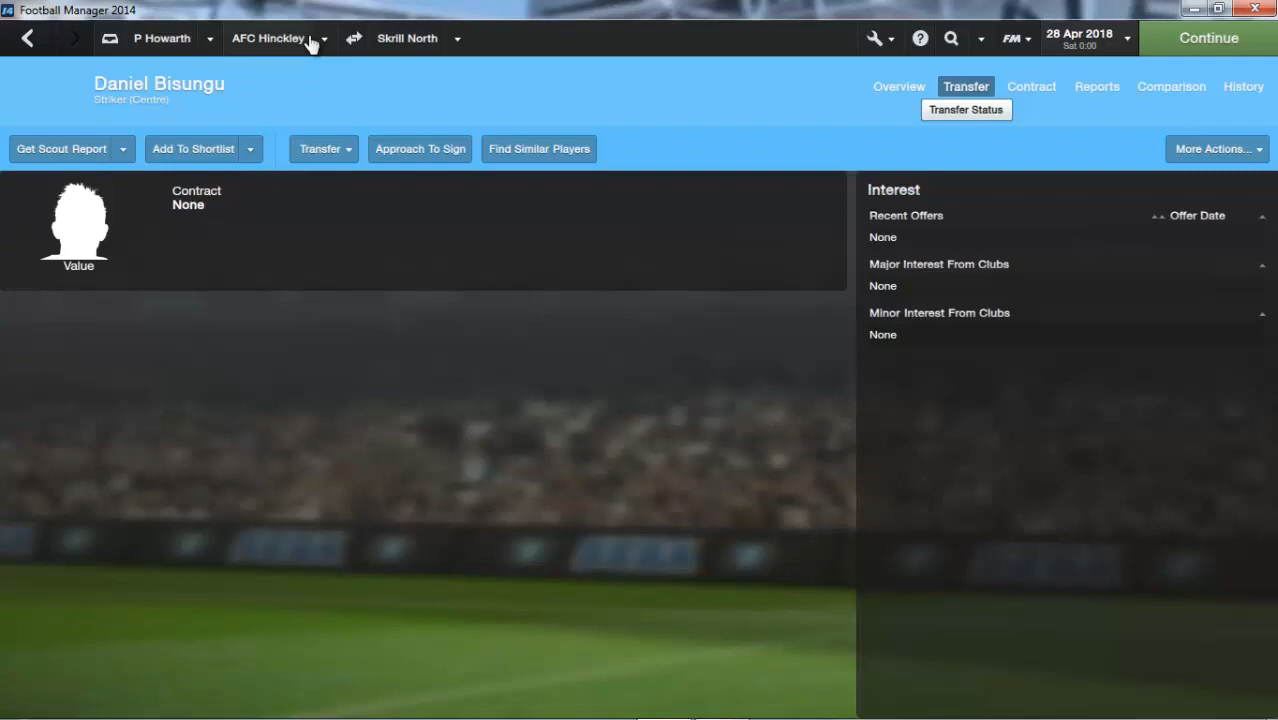 14 Football Manager 2014
P Howarth AFC Hinckley Skrill North ? FM 28 Apr 2018 Continue
Sat 0:00
Daniel Bisungu
Striker (Centre)
Overview Transfer Contract Reports Comparison History
Transfer Status
Get Scout Report Add To Shortlist Transfer Approach To Sign Find Similar Players More Actions...
Contract
None
Value
Interest
Recent Offers Offer Date
None
Major Interest From Clubs
None
Minor Interest From Clubs
None
SEGA SEGA